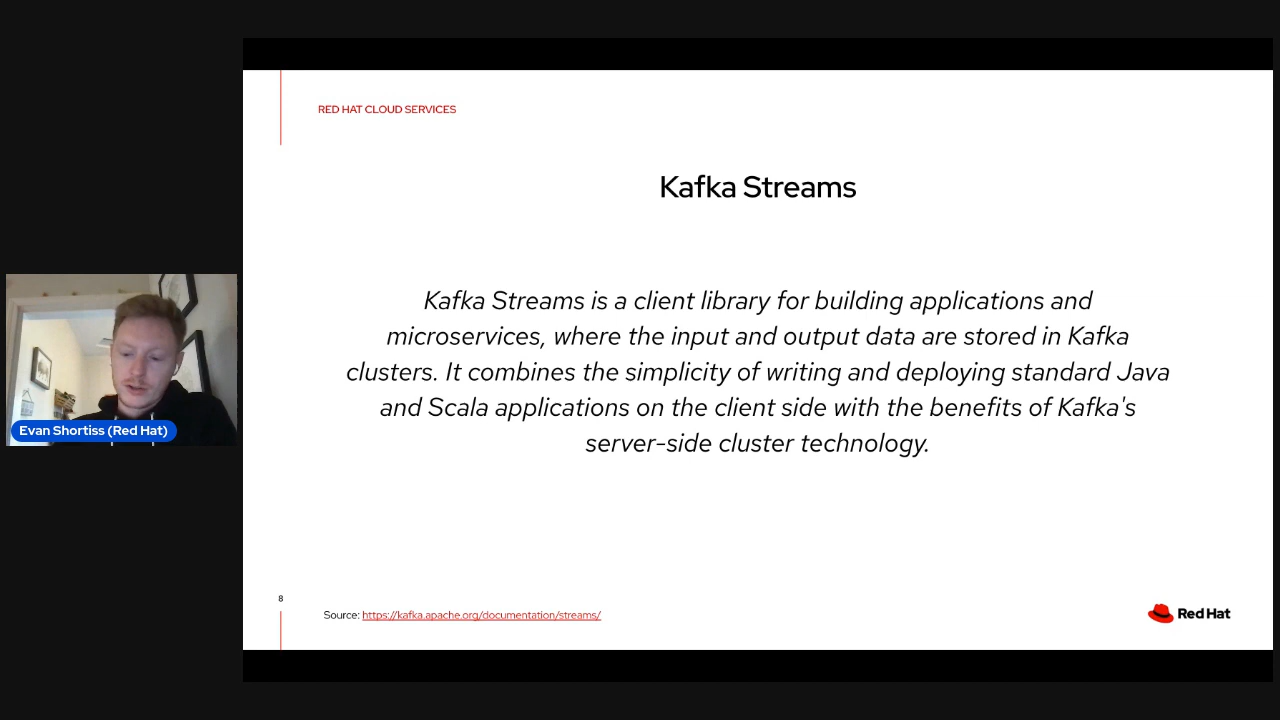 RED HAT CLOUD SERVICES
Kafka Streams
Kafka Streams is a client library for building applications and
microservices, where the input and output data are stored in Kafka
clusters. It combines the simplicity of writing and deploying standard Java
and Scala applications on the client side with the benefits of Kafka's
server-side cluster technology.
Evan Shortiss (Red Hat)
8
Source: https://kafka.apache.org/documentation/streams/
Red Hat